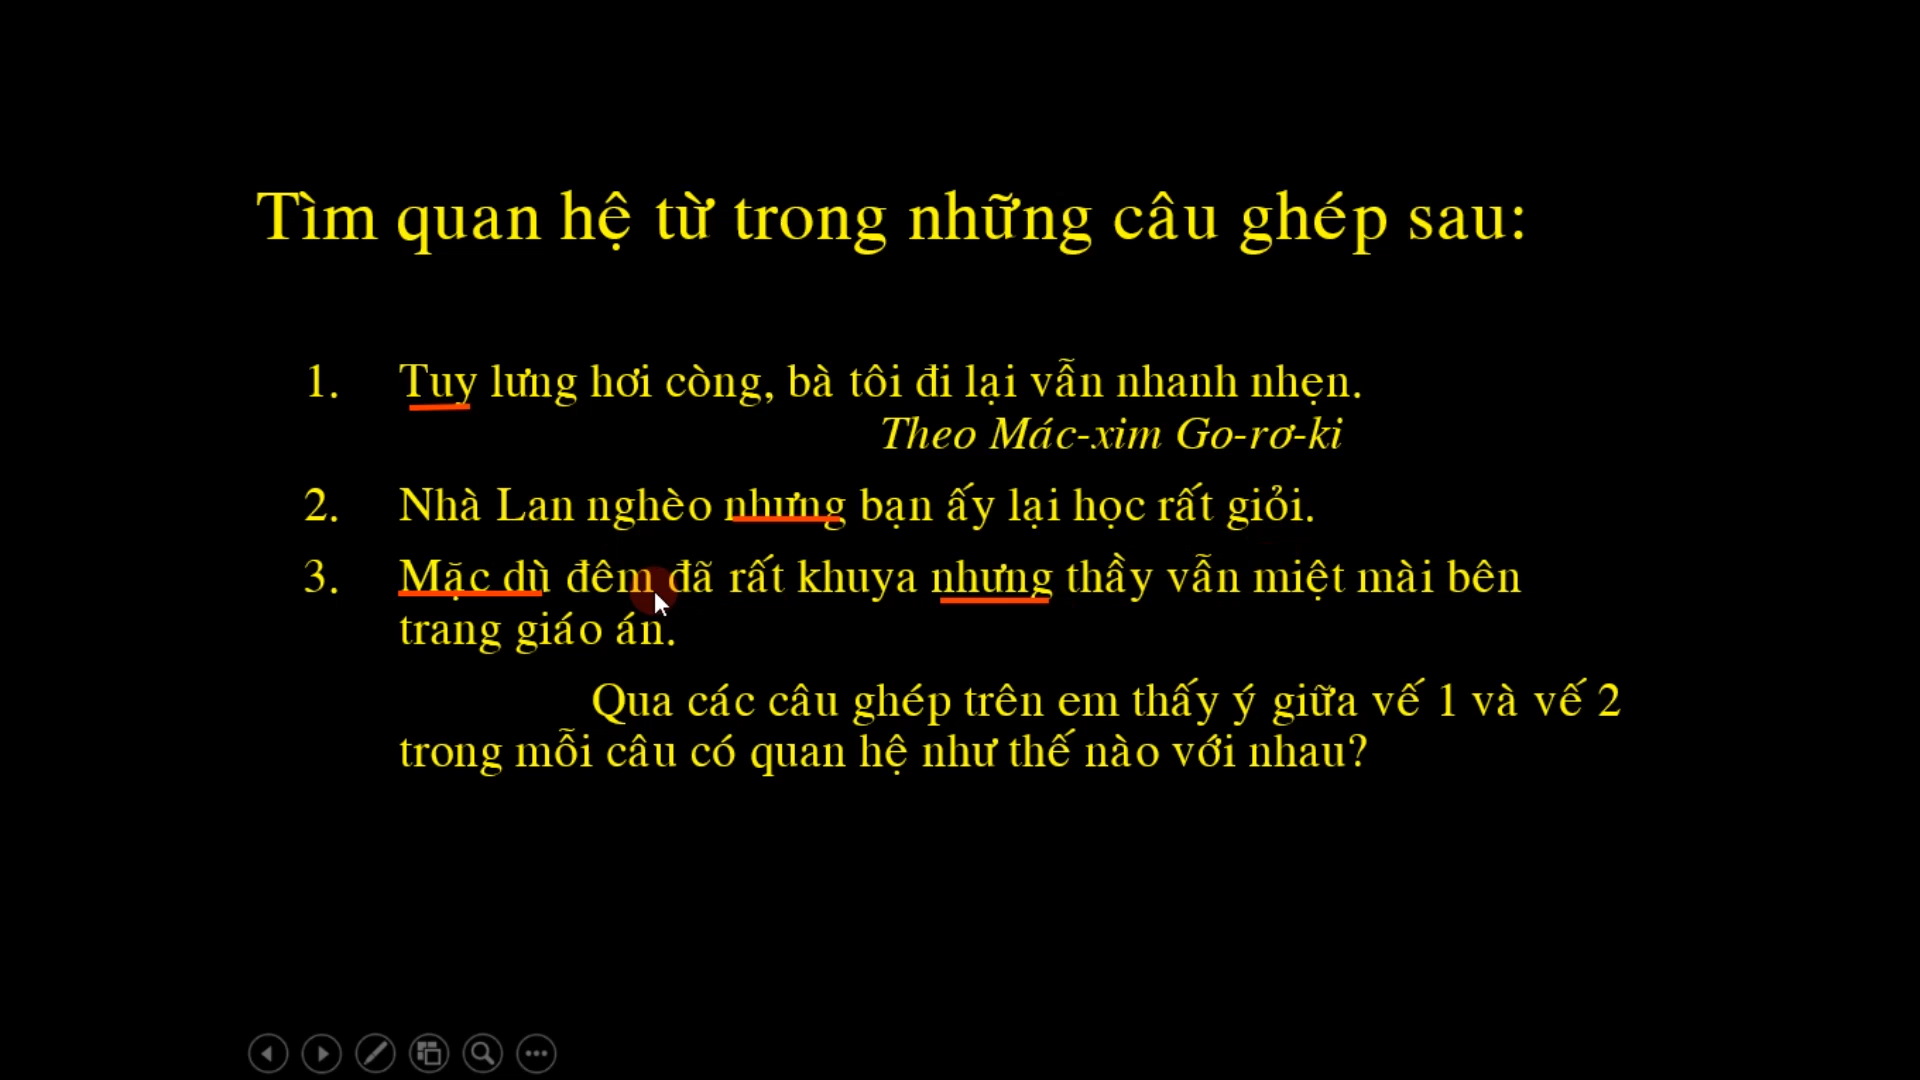 Tìm quan hệ từ trong những câu ghép sau:
1. Tuy lưng hơi còng, bà tôi đi lại vẫn nhanh nhẹn.
Theo Mác-xim Go-rơ-ki
2. Nhà Lan nghèo nhưng bạn ấy lại học rất giỏi.
3. Mặc dù đêm đã rất khuya nhưng thầy vẫn miệt mài bên
trang giáo án.
Qua các câu ghép trên em thấy ý giữa vế 1 và vế 2
trong mỗi câu có quan hệ như thế nào với nhau?